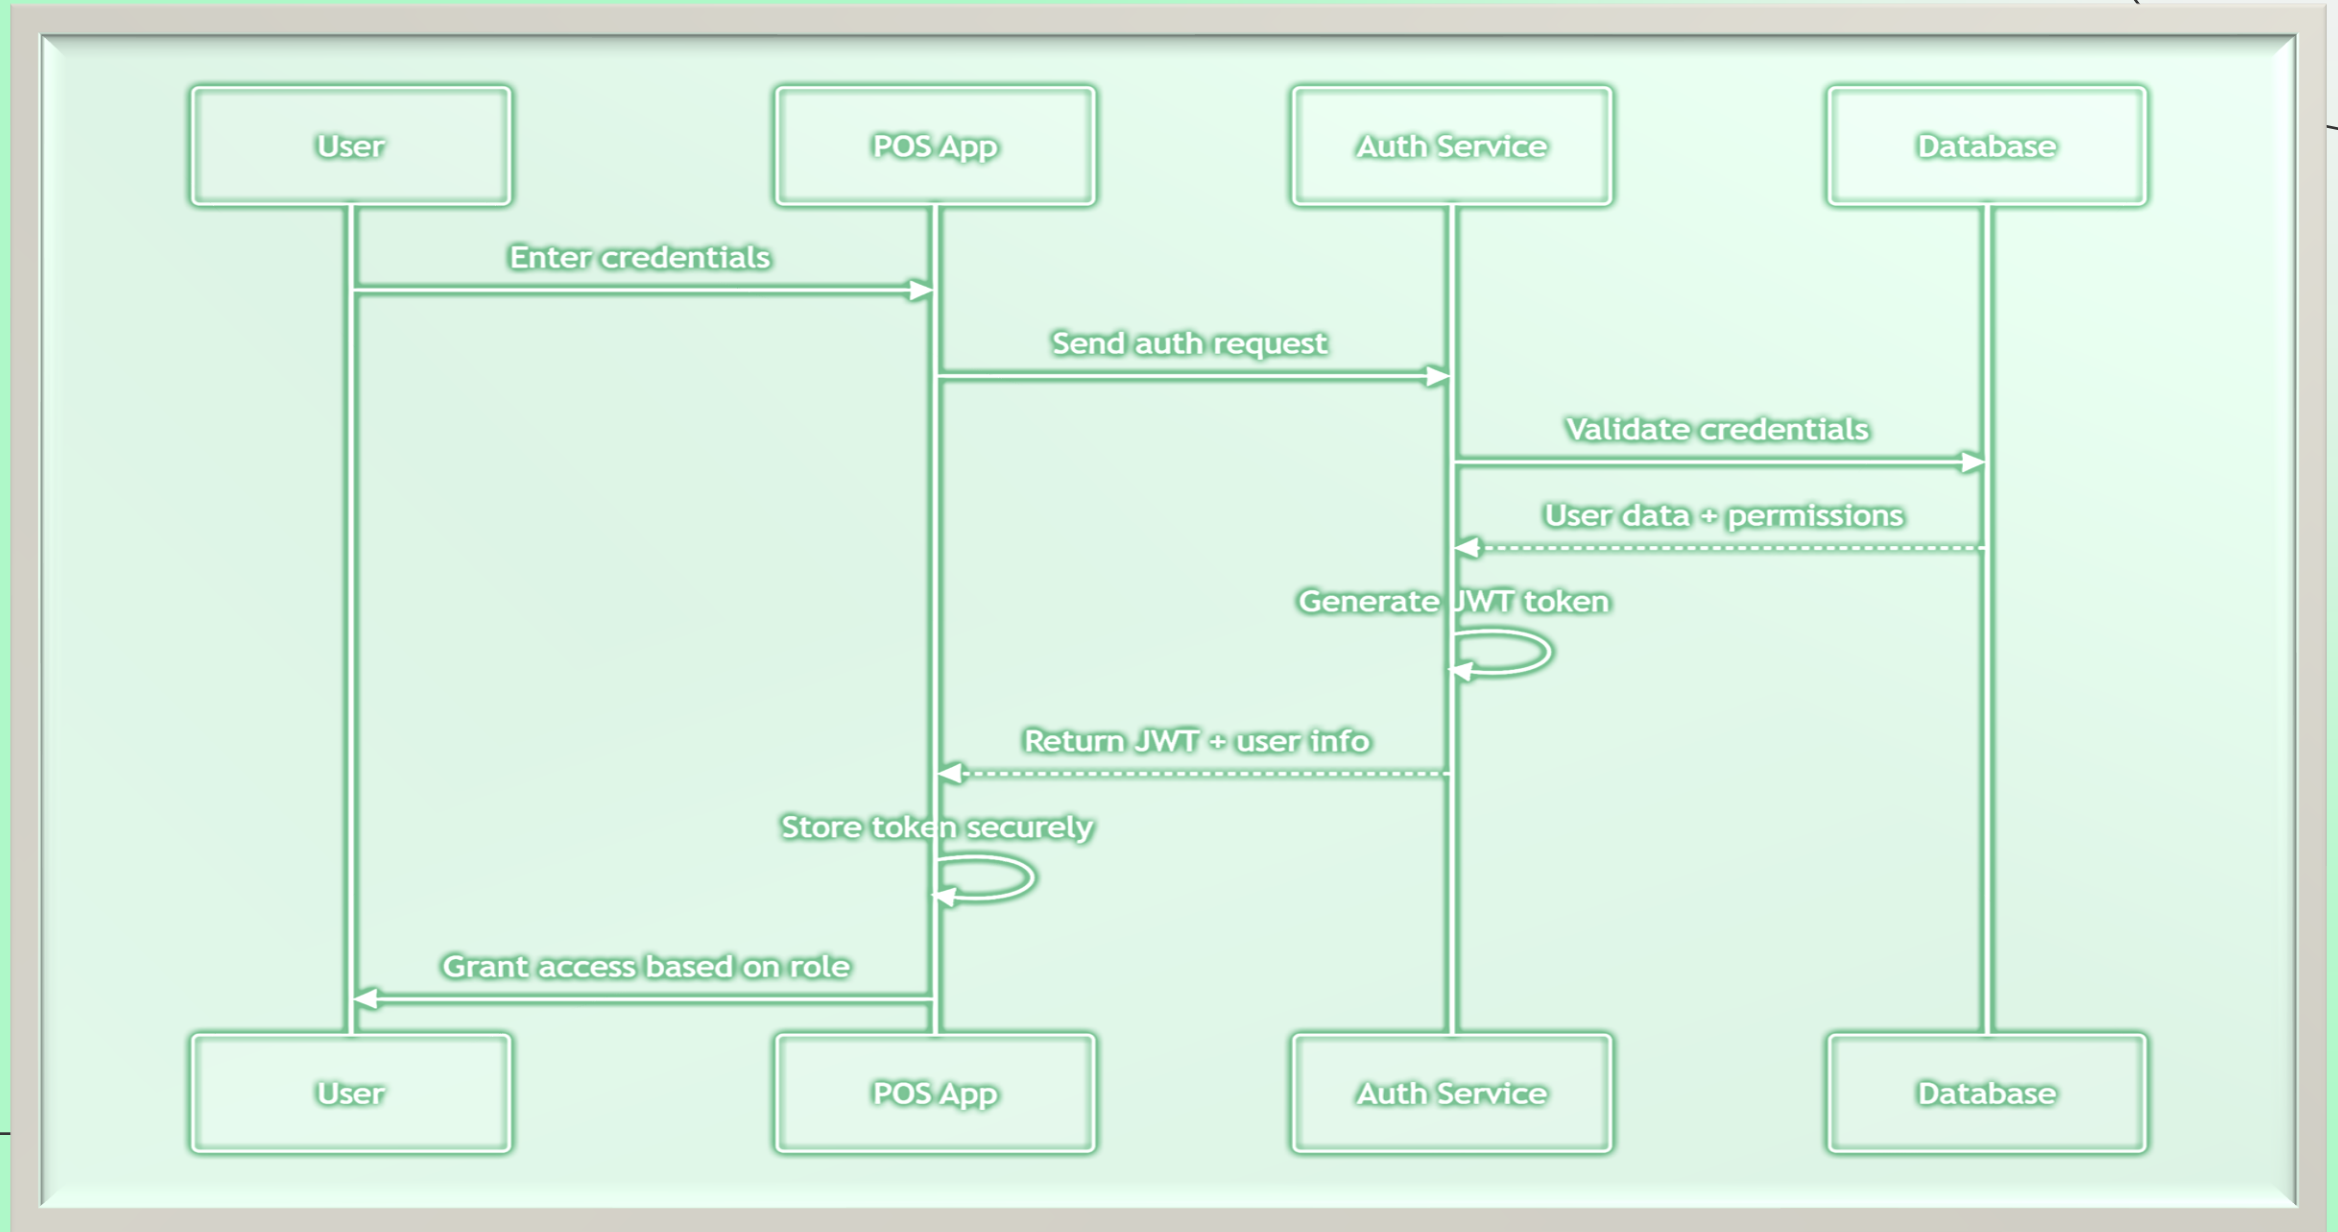 User
POS App
Auth Service
Database
Enter credentials
Send auth request
Validate credentials
User data + permissions
Generate JWT token
Return JWT + user info
Store token securely
Grant access based on role
User
POS App
Auth Service
Database